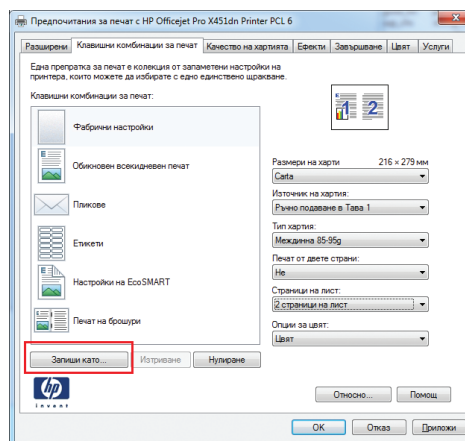 Предпочитания за печат с HP Officejet Pro X451dn Printer PCL 6
Разширени Клавишни комбинации за печат Качество на хартията Ефекти Завършване Цвят Услуги
Една препратка за печат е колекция от запаметени настройки на
принтера, които можете да избирате с едно единствено щракване.
Клавишни комбинации за печат:
Фабрични настройки
Обикновен всекидневен печат
Пликове
Етикети
Настройки на EcoSMART
Печат на брошури
Запиши като...
Изтриване
Нулиране
1 2
Размери на харти 216 × 279 мм
Carta
Източник на хартия:
Ръчно подаване в Тава 1
Тип хартия:
Междинна 85-95g
Печат от двете страни:
Не
Страници на лист:
2 страници на лист
Опции за цвят:
Цвят
hp
invent
Относно...
Помощ
OK
Отказ
Приложи